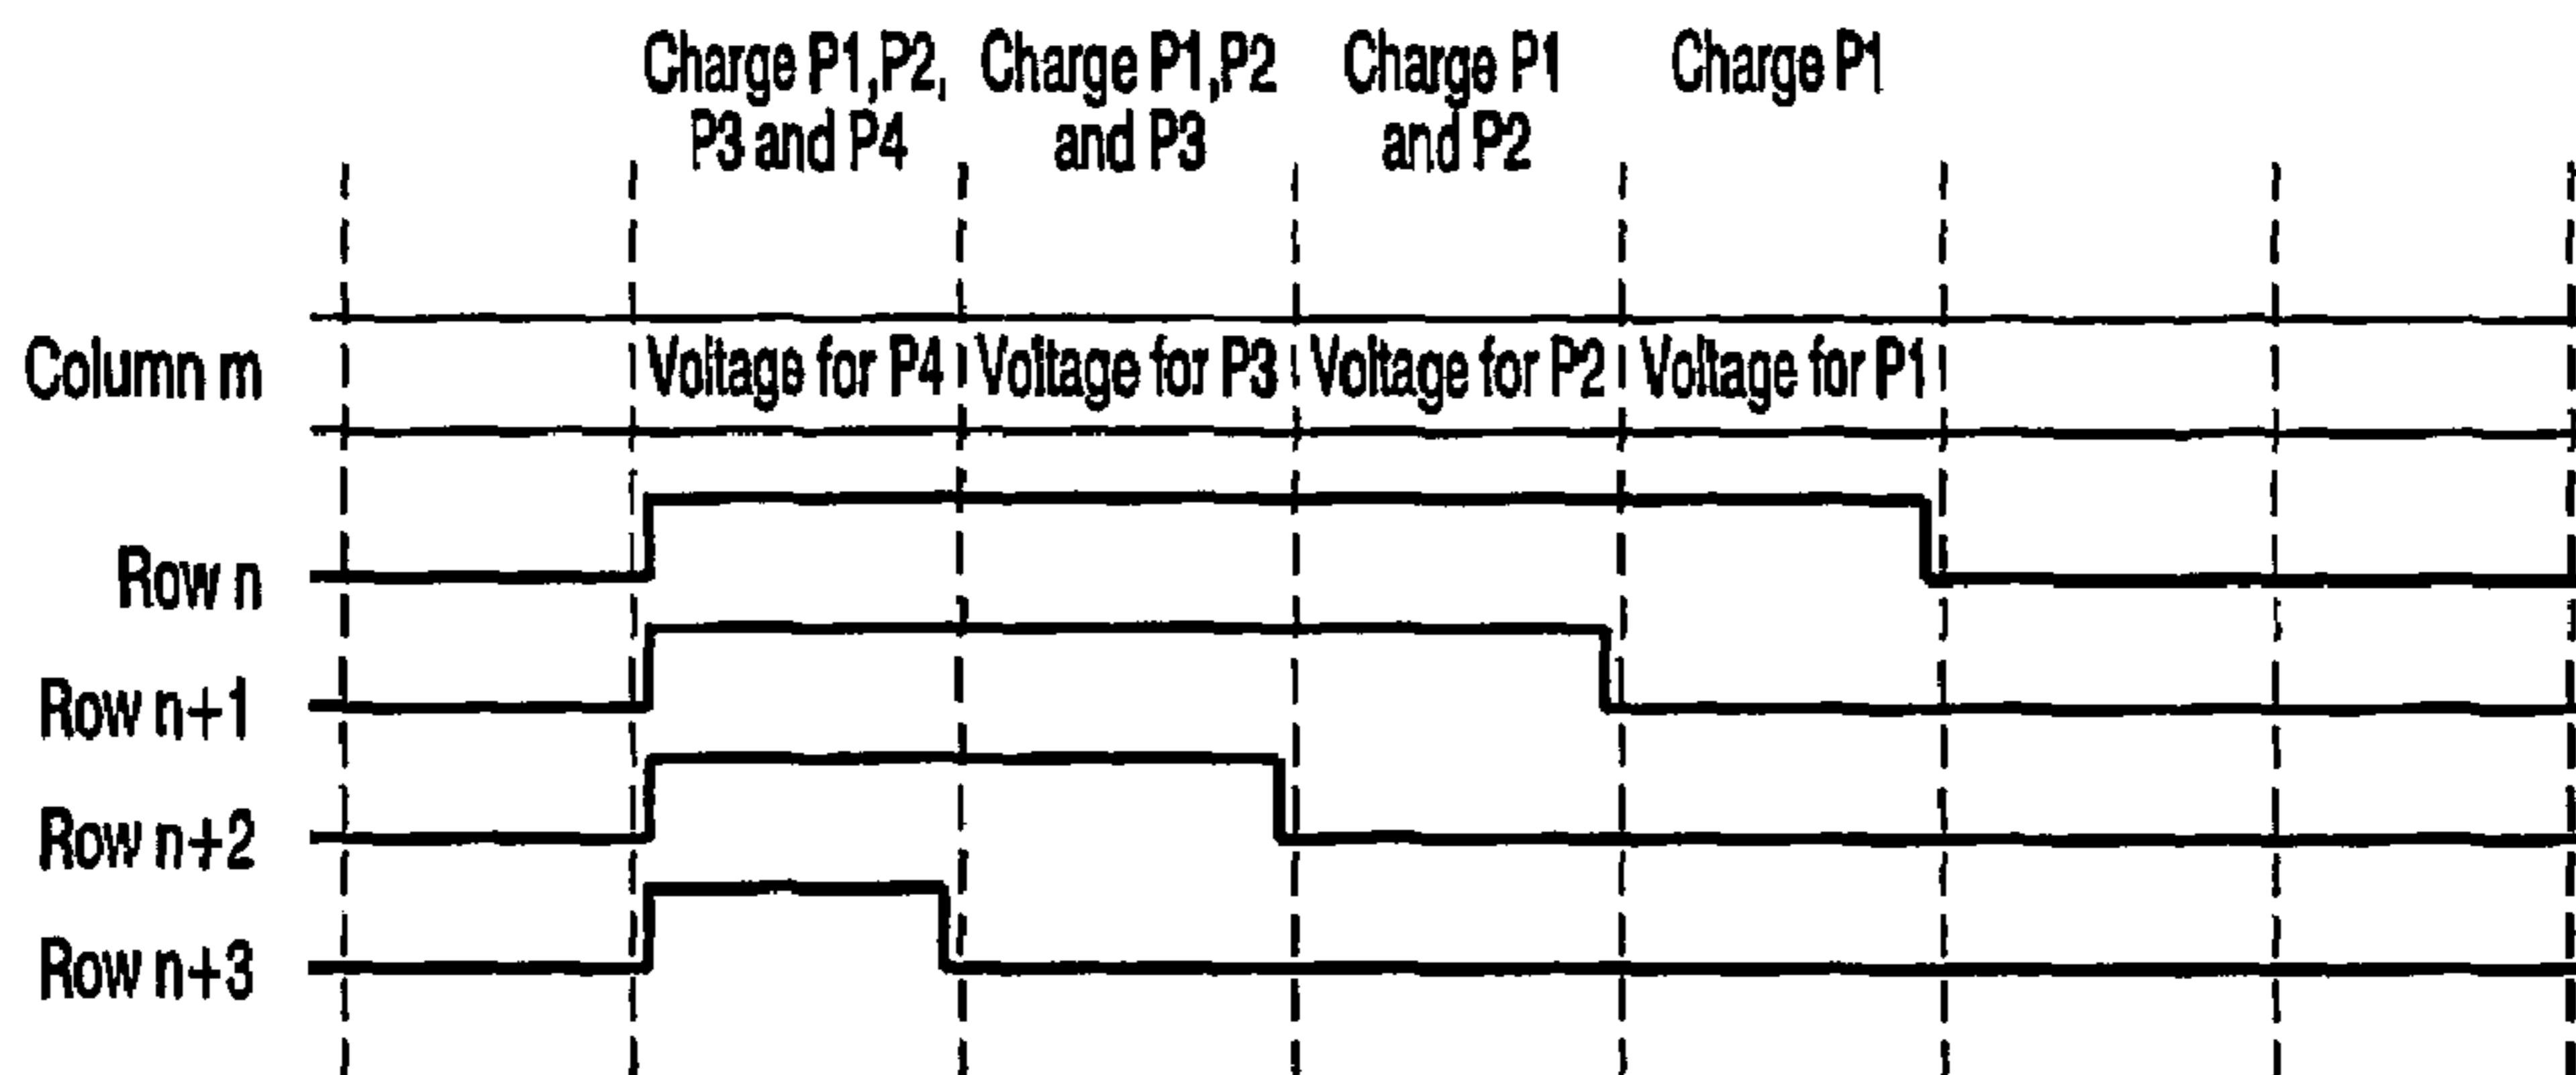 Charge P1,P2,
P3 and P4
Charge P1,P2
and P3
Charge P1
and P2
Charge P1
Column m
Voltage for P4
Voltage for P3
Voltage for P2
Voltage for P1
Row n
Row n+1
Row n+2
Row n+3